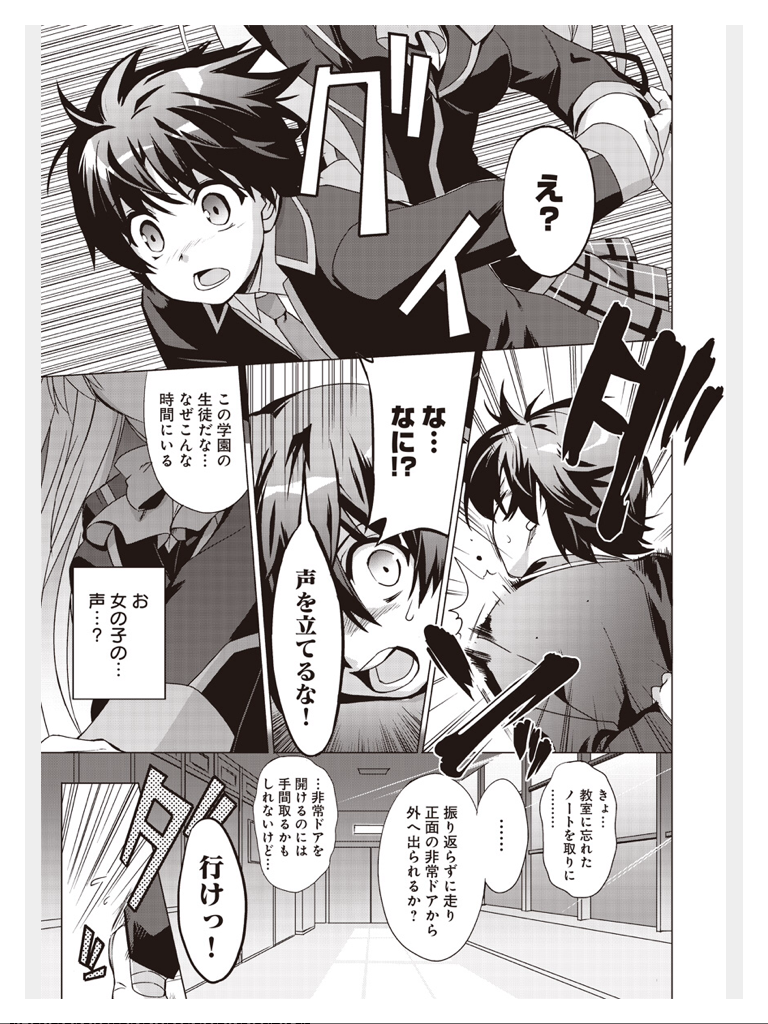 グイッ
え？
ダンッ
な…
なに!?
声を立てるな！
この学園の
生徒だな…
なぜこんな
時間にいる
お
女の子の…
声…？
きょ…
教室に忘れた
ノートを取りに
………
……
振り返らずに走り
正面の非常ドアから
外へ出られるか？
…非常ドアを
開けるのには
手間取るかも
しれないけど…
行けっ！
ダッ